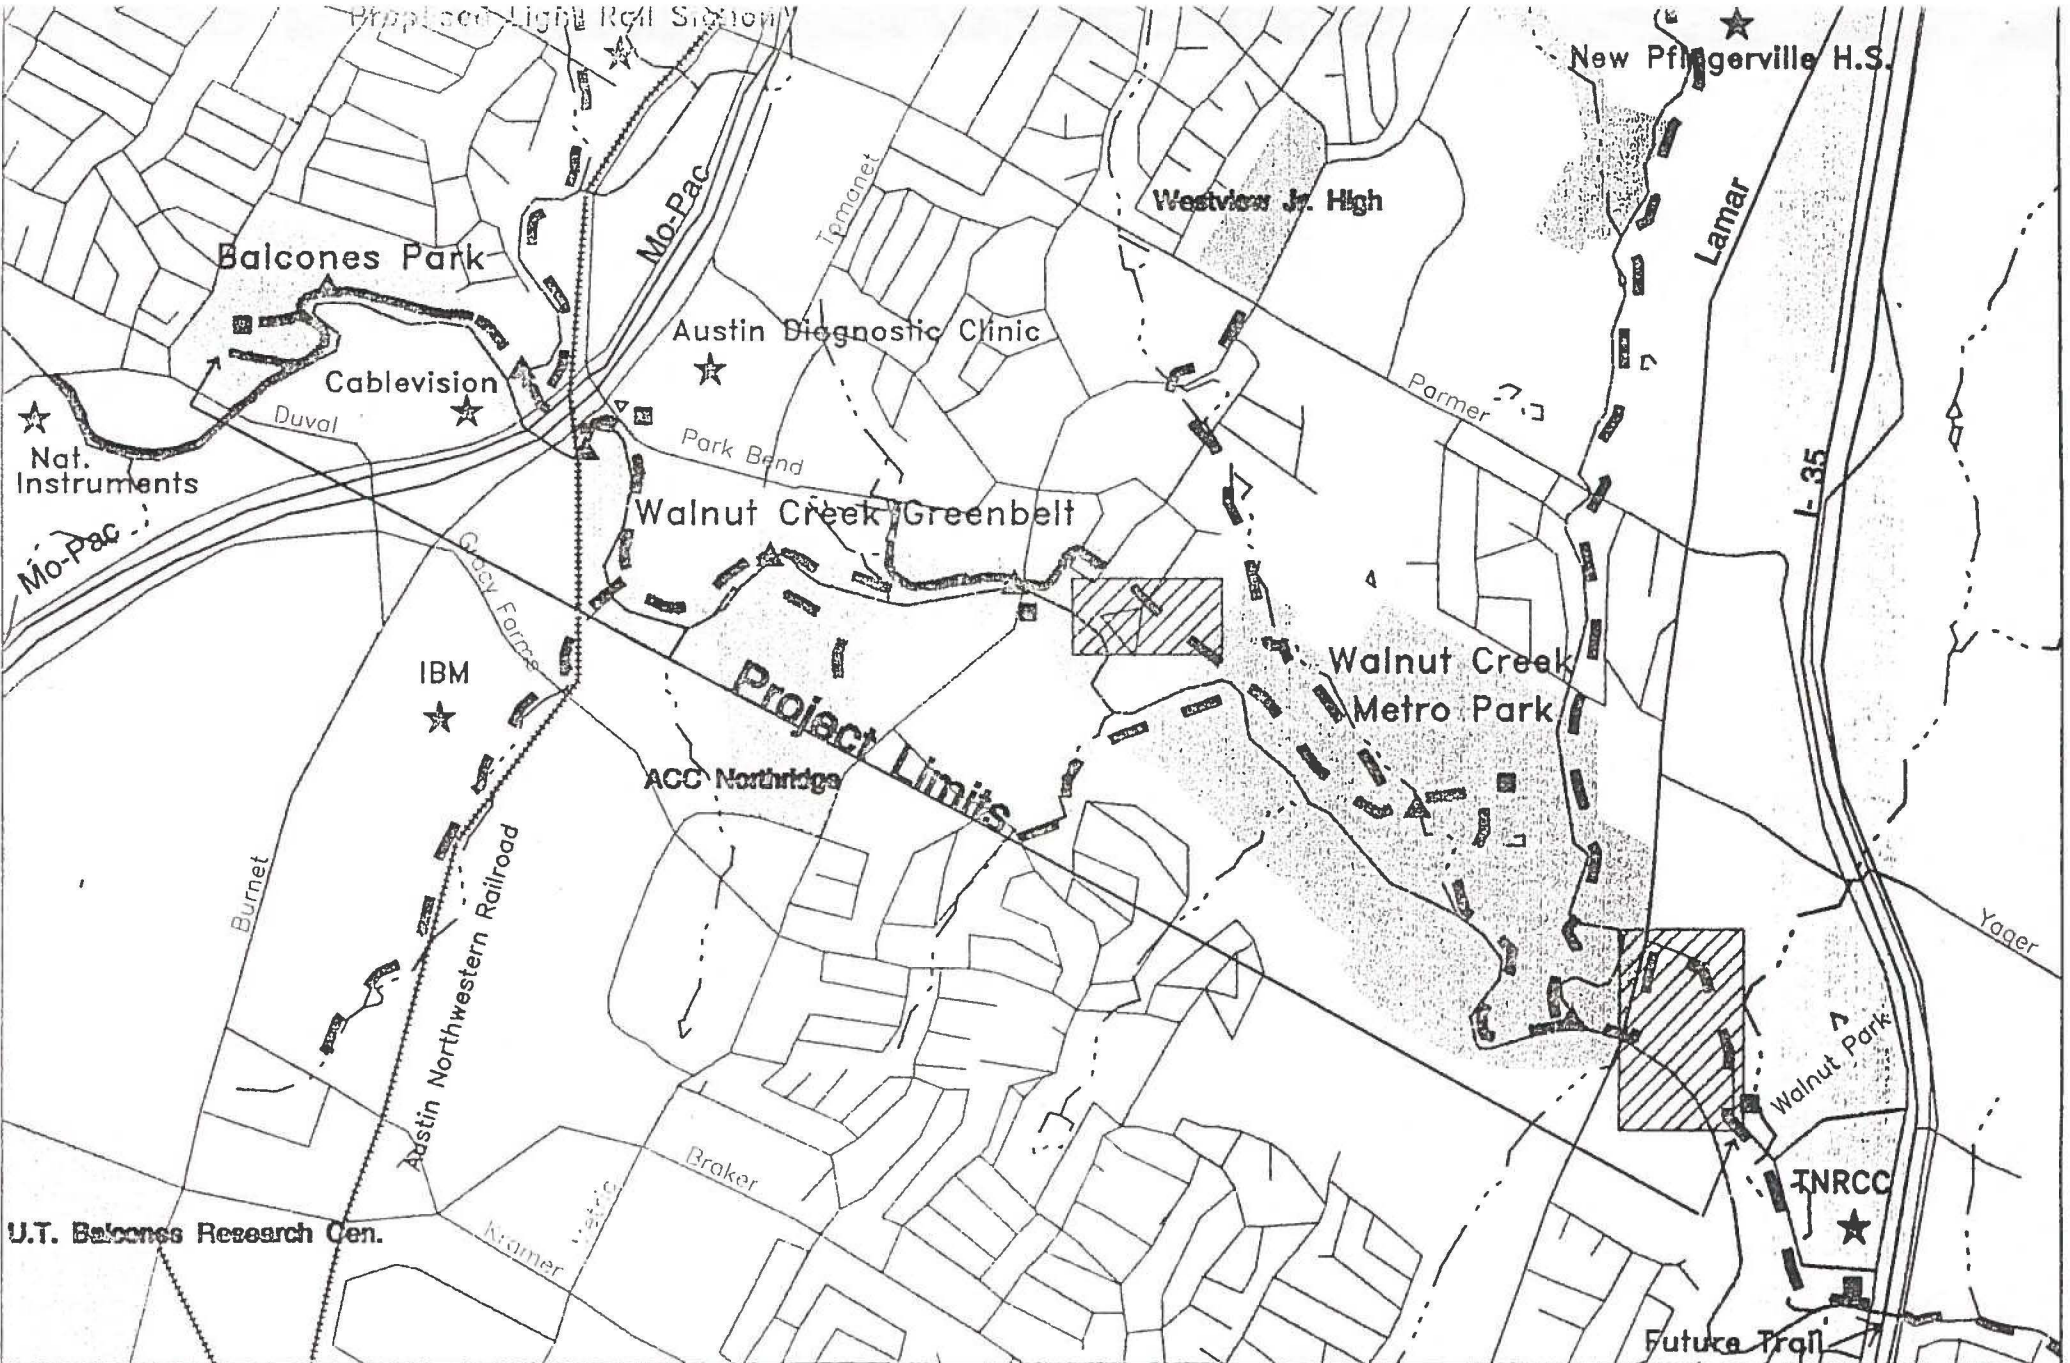 Proposed Light Rail Station
New Pflugerville H.S.
Mo-Pac
Tomanet
Westview Jr. High
Lamar
Balcones Park
Austin Diagnostic Clinic
Cablevision
Duval
Parmer
Park Bend
Nat.
Instruments
I-35
Walnut Creek Greenbelt
Mo-Pac
Gracy Farms
IBM
Walnut Creek
Metro Park
Project Limits
ACC Northridge
Burnet
Austin Northwestern Railroad
Yager
Walnut Park
Braker
TNRCC
U.T. Balcones Research Cen.
Kramer
Metric
Future Trail